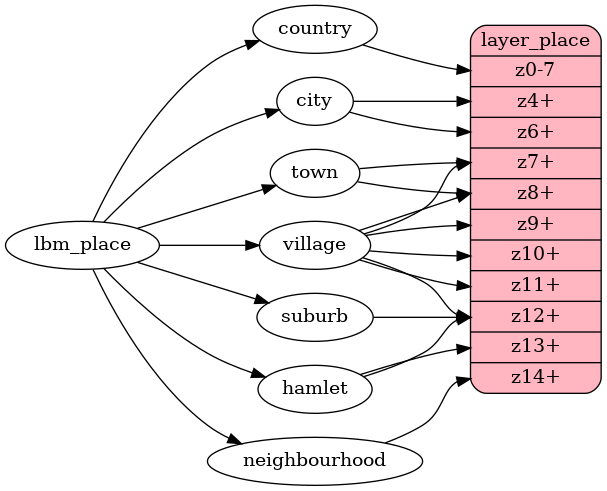 country
layer_place
z0-7
city
z4+
z6+
town
z7+
z8+
lbm_place
village
z9+
z10+
z11+
suburb
z12+
z13+
hamlet
z14+
neighbourhood